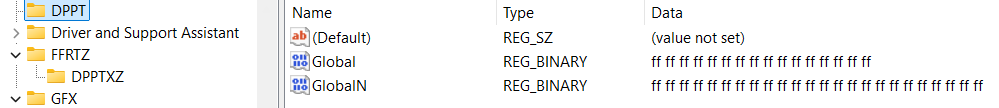 DPPT
Driver and Support Assistant
FFRTZ
DPPTXZ
GFX
Name Type Data
(Default) REG_SZ (value not set)
Global REG_BINARY ff ff ff ff ff ff ff ff ff ff ff ff ff ff ff ff
GlobalN REG_BINARY ff ff ff ff ff ff ff ff ff ff ff ff ff ff ff ff ff ff ff ff ff ff ff ff